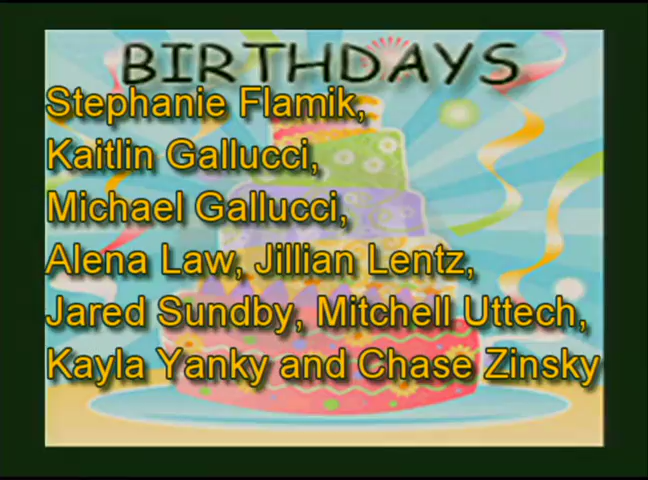 BIRTHDAYS
Stephanie Flamik,
Kaitlin Gallucci,
Michael Gallucci,
Alena Law, Jillian Lentz,
Jared Sundby, Mitchell Uttech,
Kayla Yanky and Chase Zinsky